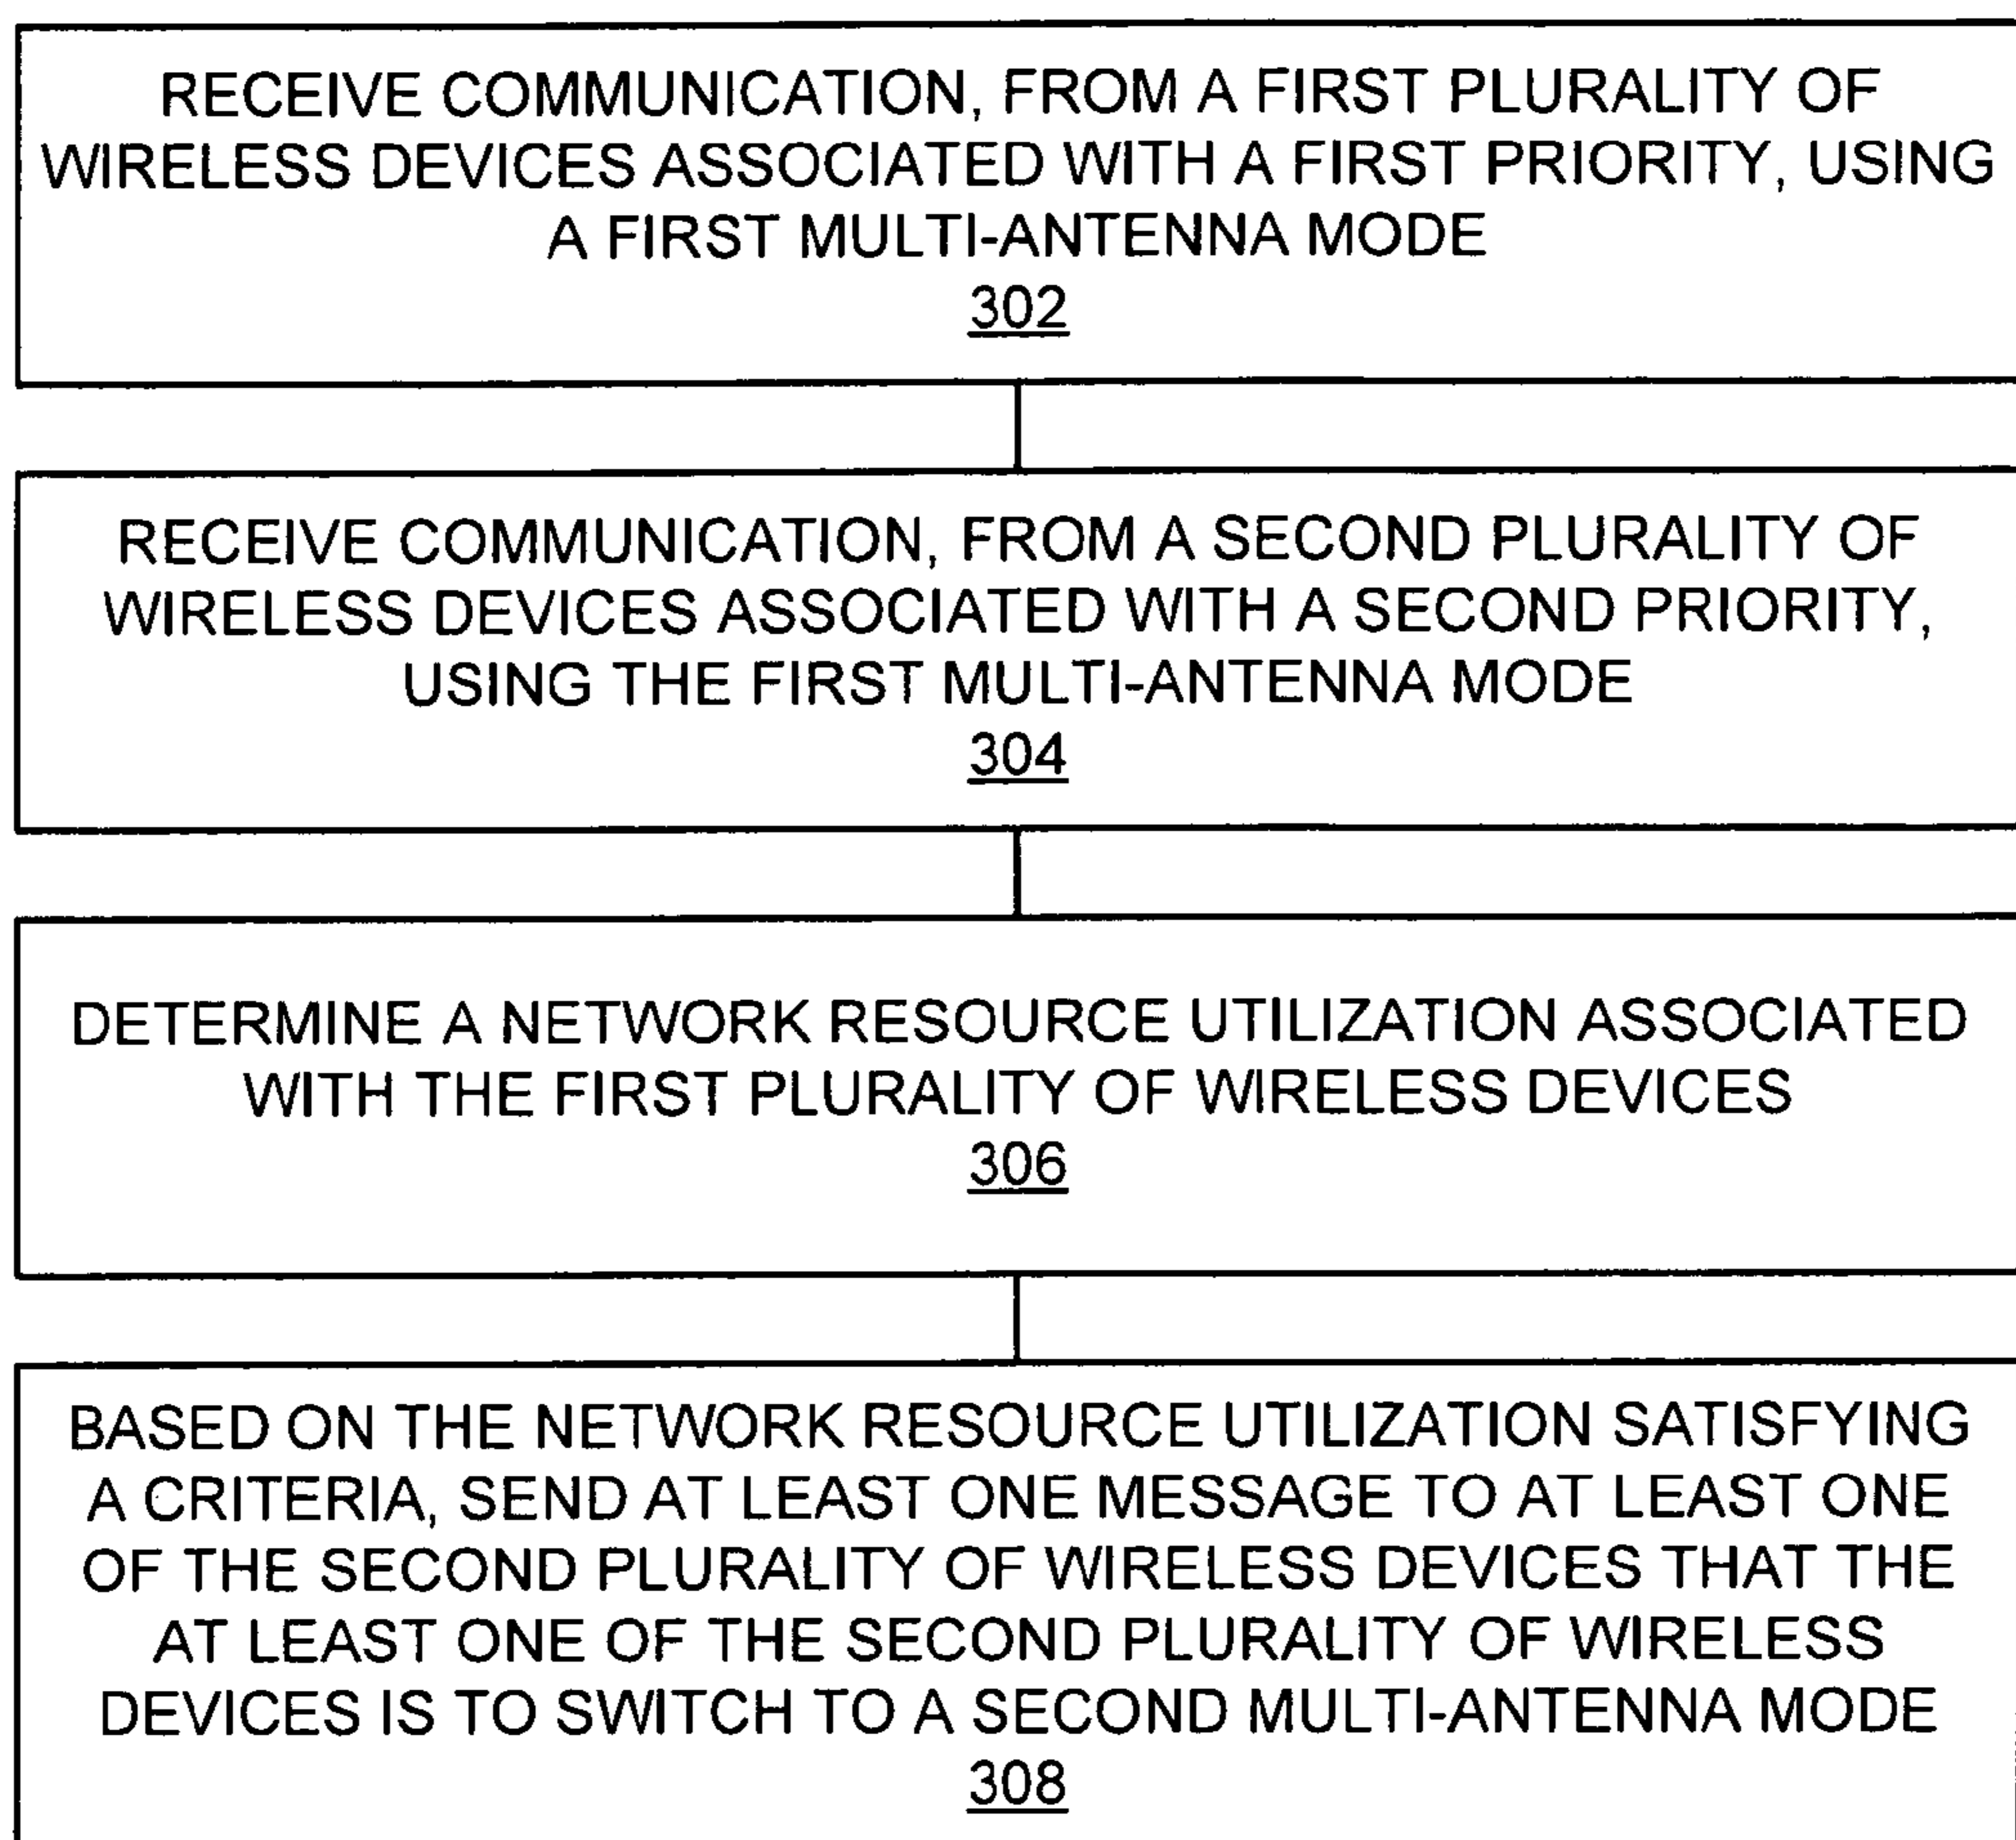 RECEIVE COMMUNICATION, FROM A FIRST PLURALITY OF
WIRELESS DEVICES ASSOCIATED WITH A FIRST PRIORITY, USING
A FIRST MULTI-ANTENNA MODE
302
RECEIVE COMMUNICATION, FROM A SECOND PLURALITY OF
WIRELESS DEVICES ASSOCIATED WITH A SECOND PRIORITY,
USING THE FIRST MULTI-ANTENNA MODE
304
DETERMINE A NETWORK RESOURCE UTILIZATION ASSOCIATED
WITH THE FIRST PLURALITY OF WIRELESS DEVICES
306
BASED ON THE NETWORK RESOURCE UTILIZATION SATISFYING
A CRITERIA, SEND AT LEAST ONE MESSAGE TO AT LEAST ONE
OF THE SECOND PLURALITY OF WIRELESS DEVICES THAT THE
AT LEAST ONE OF THE SECOND PLURALITY OF WIRELESS
DEVICES IS TO SWITCH TO A SECOND MULTI-ANTENNA MODE
308